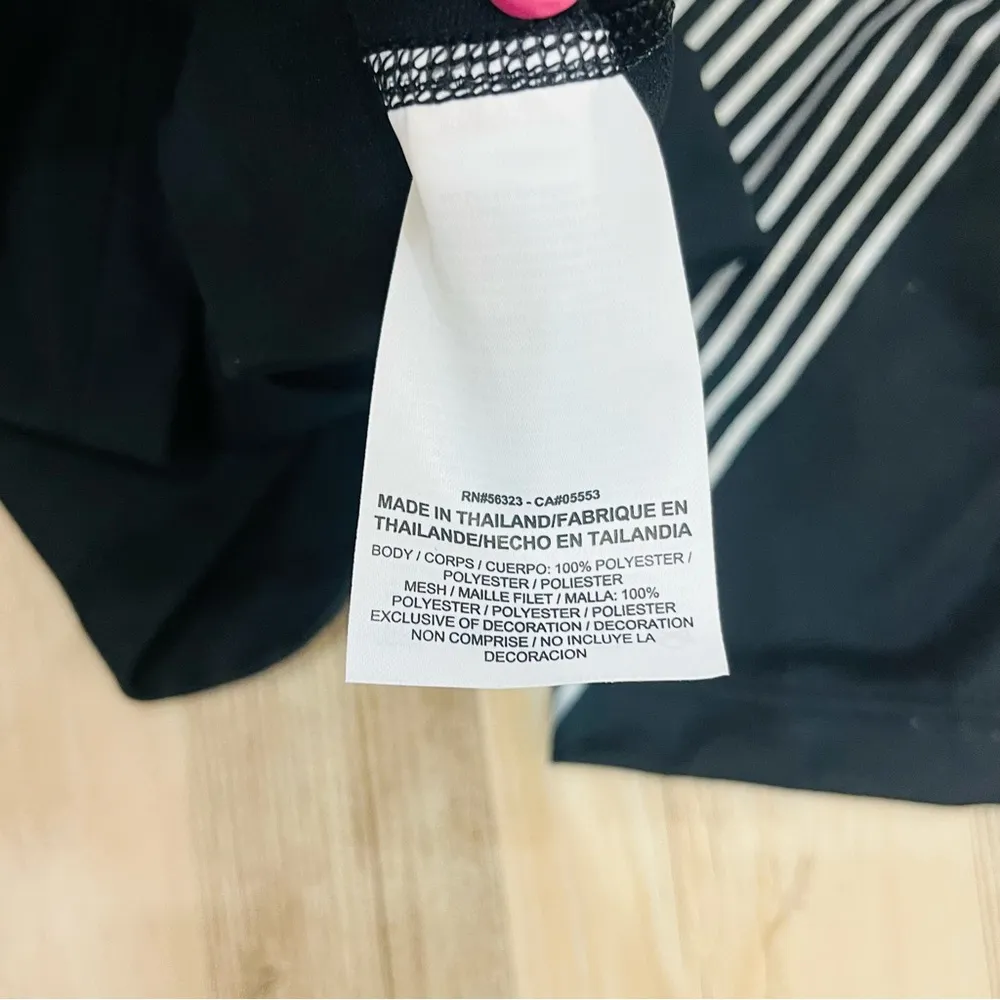 RN#56323 - CA#05553
MADE IN THAILAND/FABRIQUE EN
THAILANDE/HECHO EN TAILANDIA
BODY / CORPS / CUERPO: 100% POLYESTER /
POLYESTER / POLIESTER
MESH / MAILLE FILET / MALLA: 100%
POLYESTER / POLYESTER / POLIESTER
EXCLUSIVE OF DECORATION / DECORATION
NON COMPRISE / NO INCLUYE LA
DECORACION